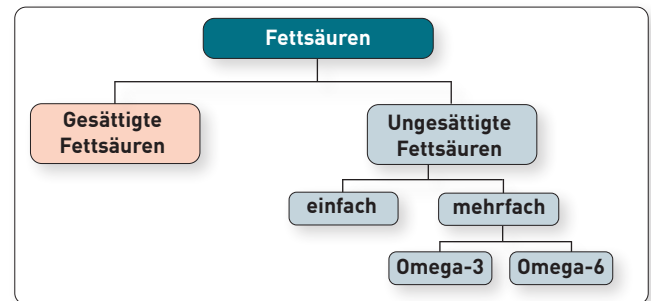 Fettsäuren
Gesättigte
Fettsäuren
Ungesättigte
Fettsäuren
einfach
mehrfach
Omega-3
Omega-6